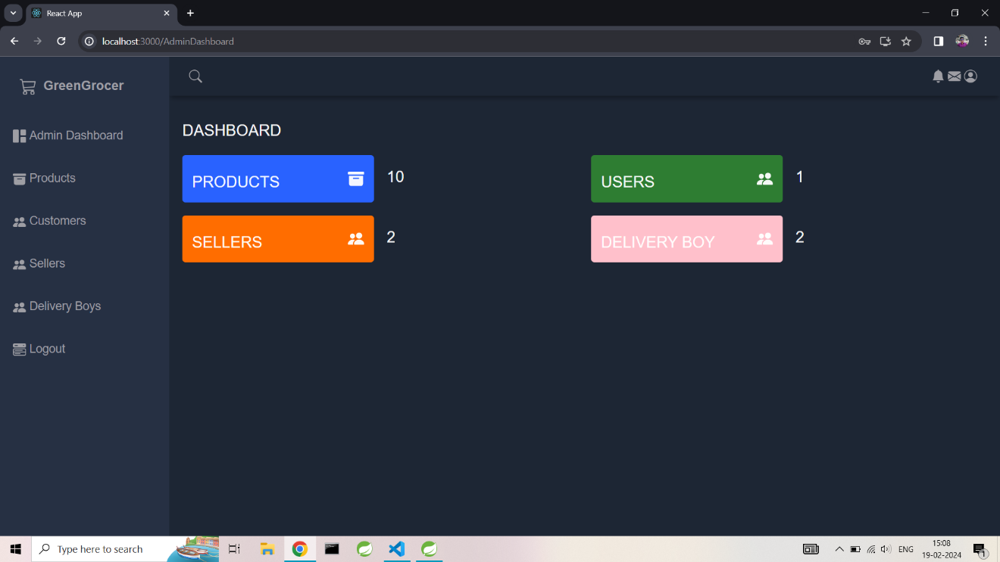 React App
localhost:3000/AdminDashboard
GreenGrocer
Admin Dashboard
Products
Customers
Sellers
Delivery Boys
Logout
DASHBOARD
PRODUCTS 10
USERS 1
SELLERS 2
DELIVERY BOY 2
Type here to search
ENG
15:08
19-02-2024
1